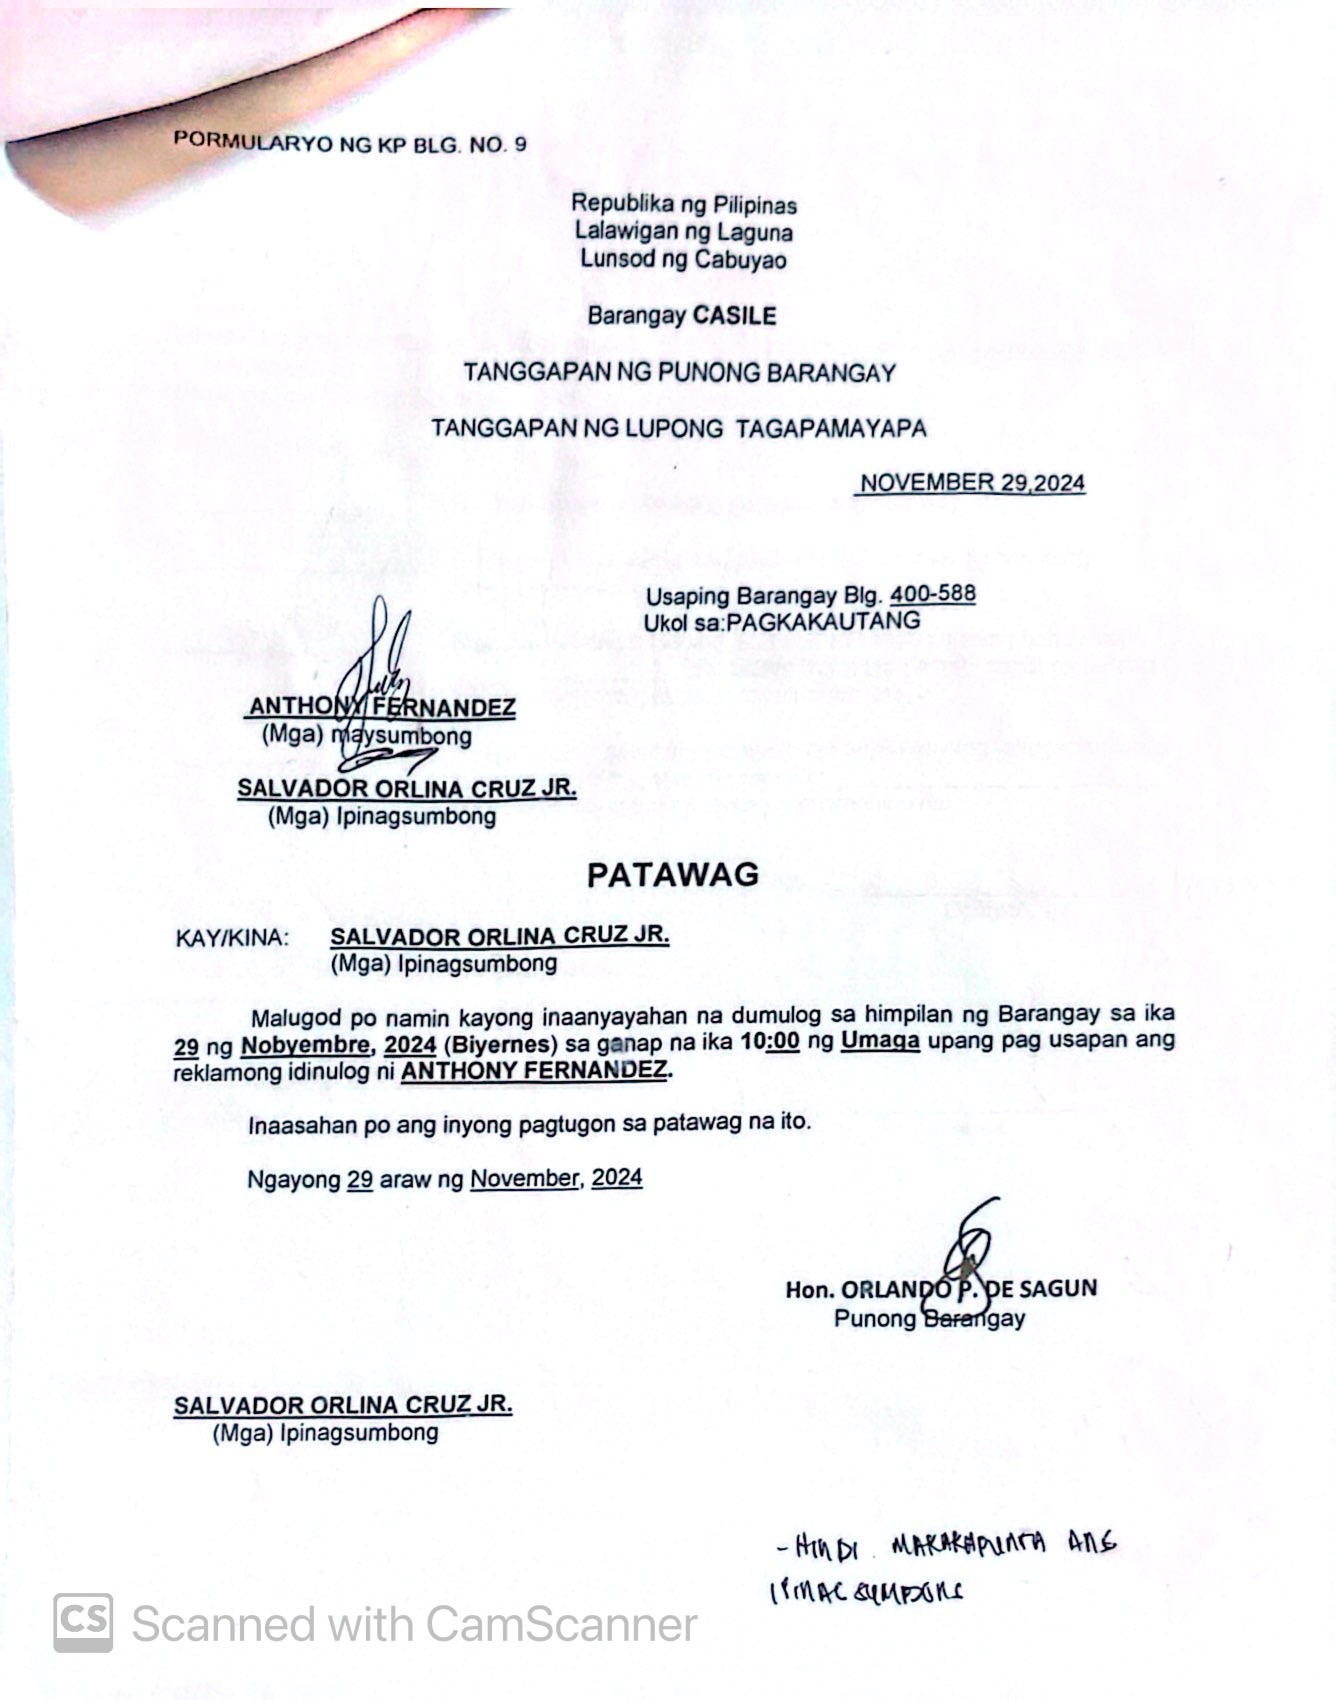 PORMULARYO NG KP BLG. NO. 9
Republika ng Pilipinas
Lalawigan ng Laguna
Lunsod ng Cabuyao
Barangay CASILE
TANGGAPAN NG PUNONG BARANGAY
TANGGAPAN NG LUPONG TAGAPAMAYAPA
NOVEMBER 29,2024
Usaping Barangay Blg. 400-588
Ukol sa:PAGKAKAUTANG
ANTHONY FERNANDEZ
(Mga) maysumbong
SALVADOR ORLINA CRUZ JR.
(Mga) Ipinagsumbong
PATAWAG
KAY/KINA: SALVADOR ORLINA CRUZ JR.
(Mga) Ipinagsumbong
Malugod po namin kayong inaanyayahan na dumulog sa himpilan ng Barangay sa ika
29 ng Nobyembre, 2024 (Biyernes) sa ganap na ika 10:00 ng Umaga upang pag usapan ang
reklamong idinulog ni ANTHONY FERNANDEZ.
Inaasahan po ang inyong pagtugon sa patawag na ito.
Ngayong 29 araw ng November, 2024
Hon. ORLANDO P. DE SAGUN
Punong Barangay
SALVADOR ORLINA CRUZ JR.
(Mga) Ipinagsumbong
- HINDI MAKAKAPUNTA ANG
IPINAGSUMBONG
CS Scanned with CamScanner